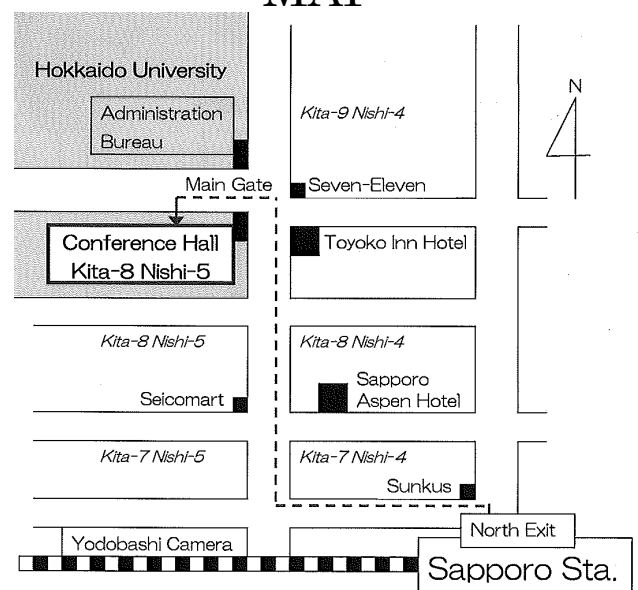 MAP
Hokkaido University
Administration
Bureau
Kita-9 Nishi-4
N
Main Gate
Seven-Eleven
Conference Hall
Kita-8 Nishi-5
Toyoko Inn Hotel
Kita-8 Nishi-5
Kita-8 Nishi-4
Sapporo
Aspen Hotel
Seicomart
Kita-7 Nishi-5
Kita-7 Nishi-4
Sunkus
North Exit
Yodobashi Camera
Sapporo Sta.